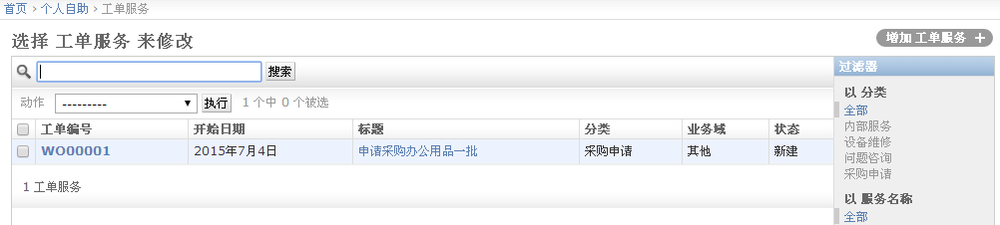 首页 › 个人自助 › 工单服务
选择 工单服务 来修改
增加 工单服务 +
搜索
动作 --------- 执行 1 个中 0 个被选
工单编号 开始日期 标题 分类 业务域 状态
WO00001 2015年7月4日 申请采购办公用品一批 采购申请 其他 新建
1 工单服务
过滤器
以 分类
全部
内部服务
设备维修
问题咨询
采购申请
以 服务名称
全部